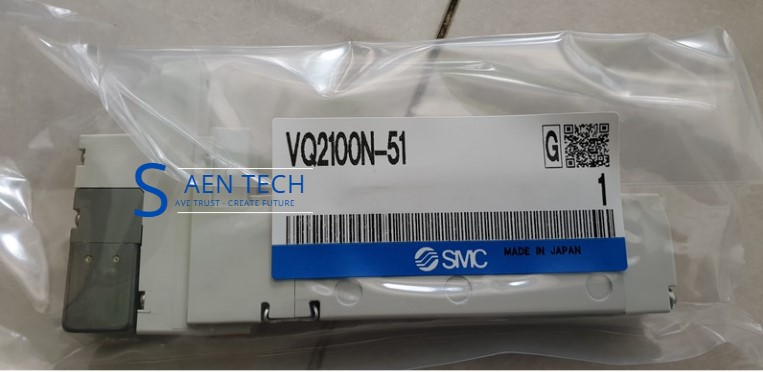 VQ2100N-51
G
SAEN TECH
SAVE TRUST - CREATE FUTURE
1
SMC
MADE IN JAPAN